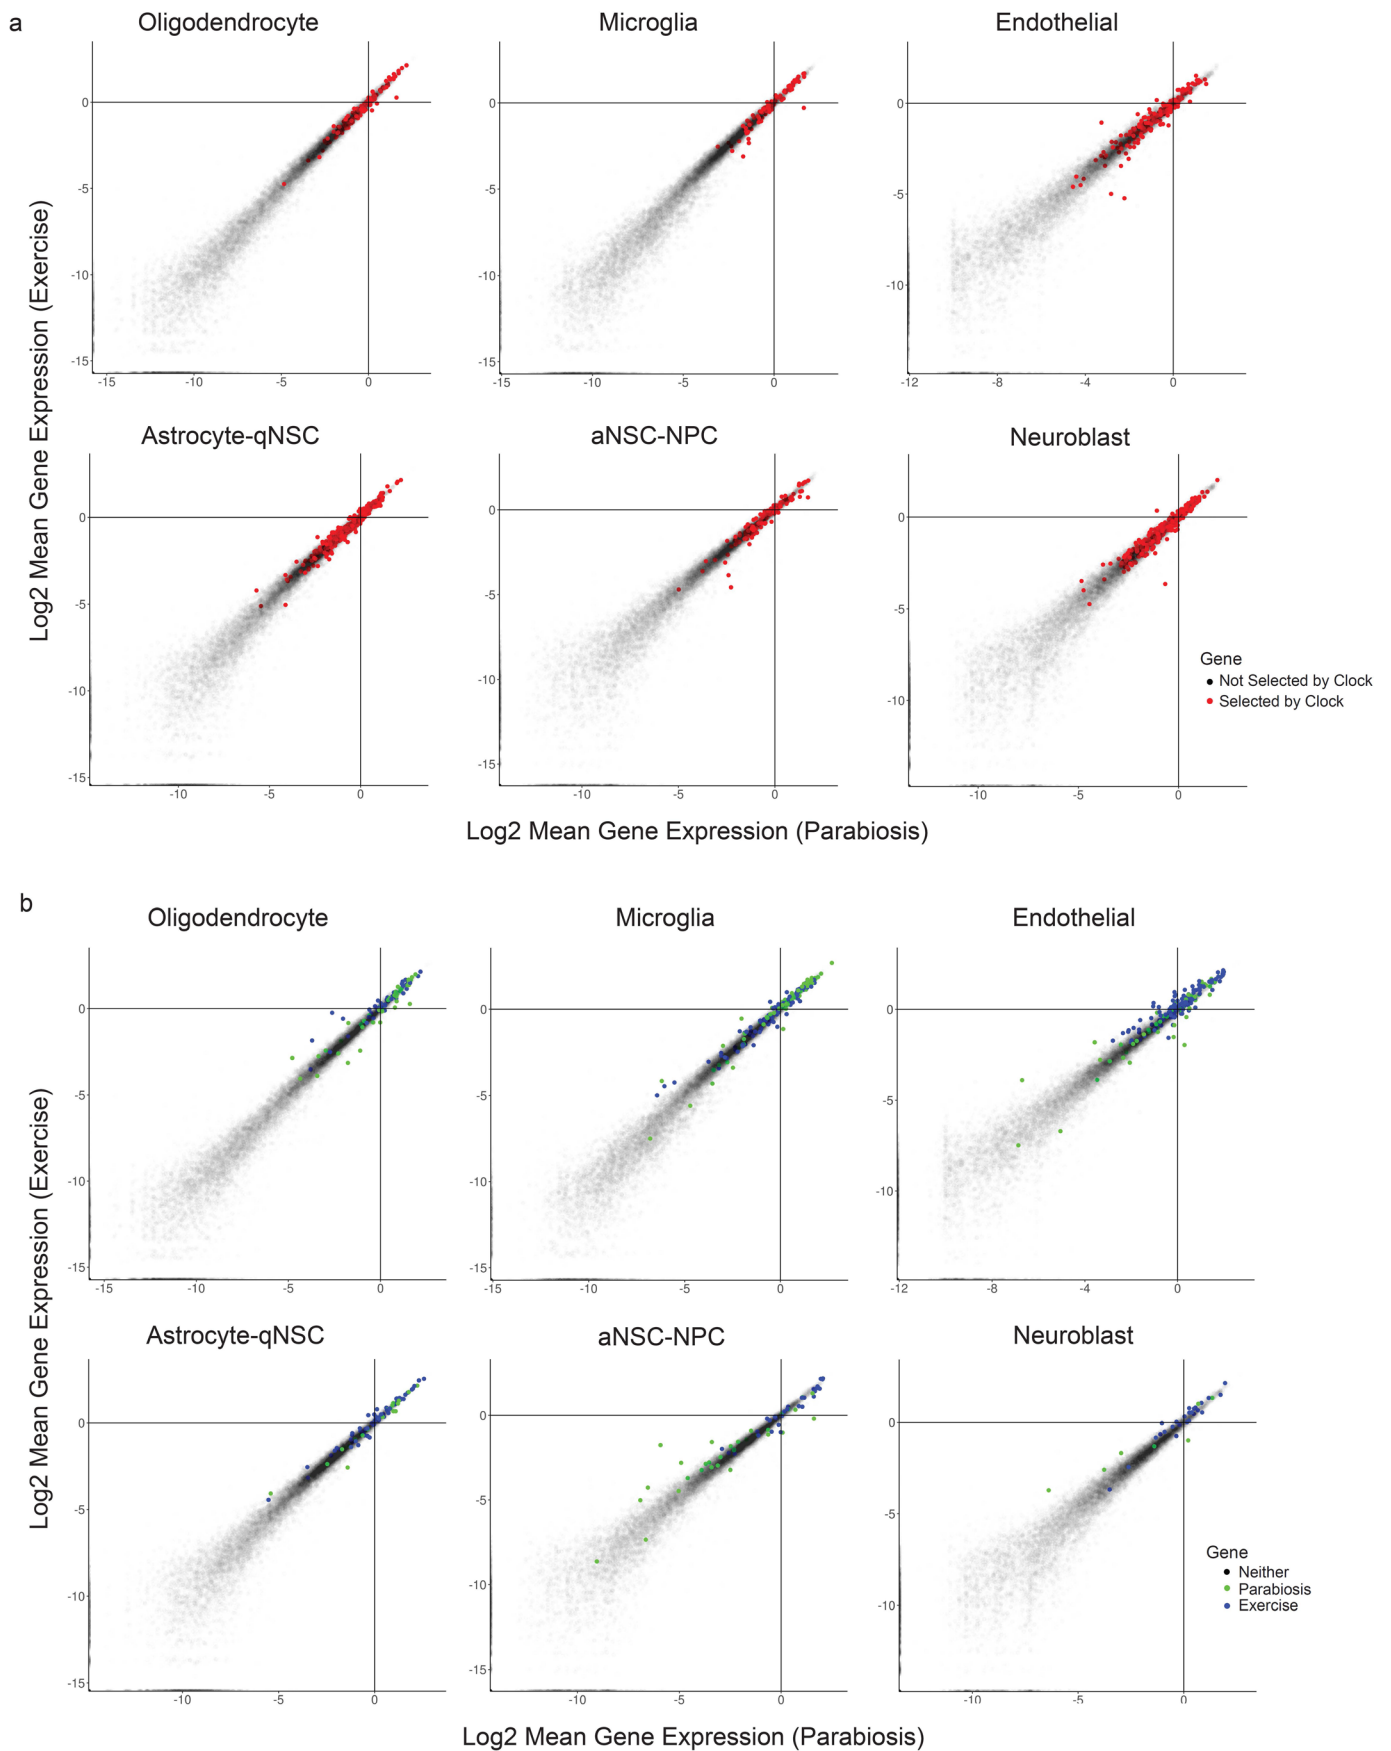 a
Oligodendrocyte
Microglia
Endothelial
0
-5
-10
-15
-15 -10 -5 0
0
-5
-10
-15
-15 -10 -5 0
0
-5
-10
-12 -8 -4 0
Astrocyte-qNSC
aNSC-NPC
Neuroblast
0
-5
-10
-15
-10 -5 0
0
-5
-10
-15
-10 -5 0
0
-5
-10
-10 -5 0
Gene
Not Selected by Clock
Selected by Clock
Log2 Mean Gene Expression (Exercise)
Log2 Mean Gene Expression (Parabiosis)
b
Oligodendrocyte
Microglia
Endothelial
0
-5
-10
-15
-15 -10 -5 0
0
-5
-10
-15
-15 -10 -5 0
0
-5
-10
-12 -8 -4 0
Astrocyte-qNSC
aNSC-NPC
Neuroblast
0
-5
-10
-15
-10 -5 0
0
-5
-10
-15
-10 -5 0
0
-5
-10
-10 -5 0
Gene
Neither
Parabiosis
Exercise
Log2 Mean Gene Expression (Exercise)
Log2 Mean Gene Expression (Parabiosis)